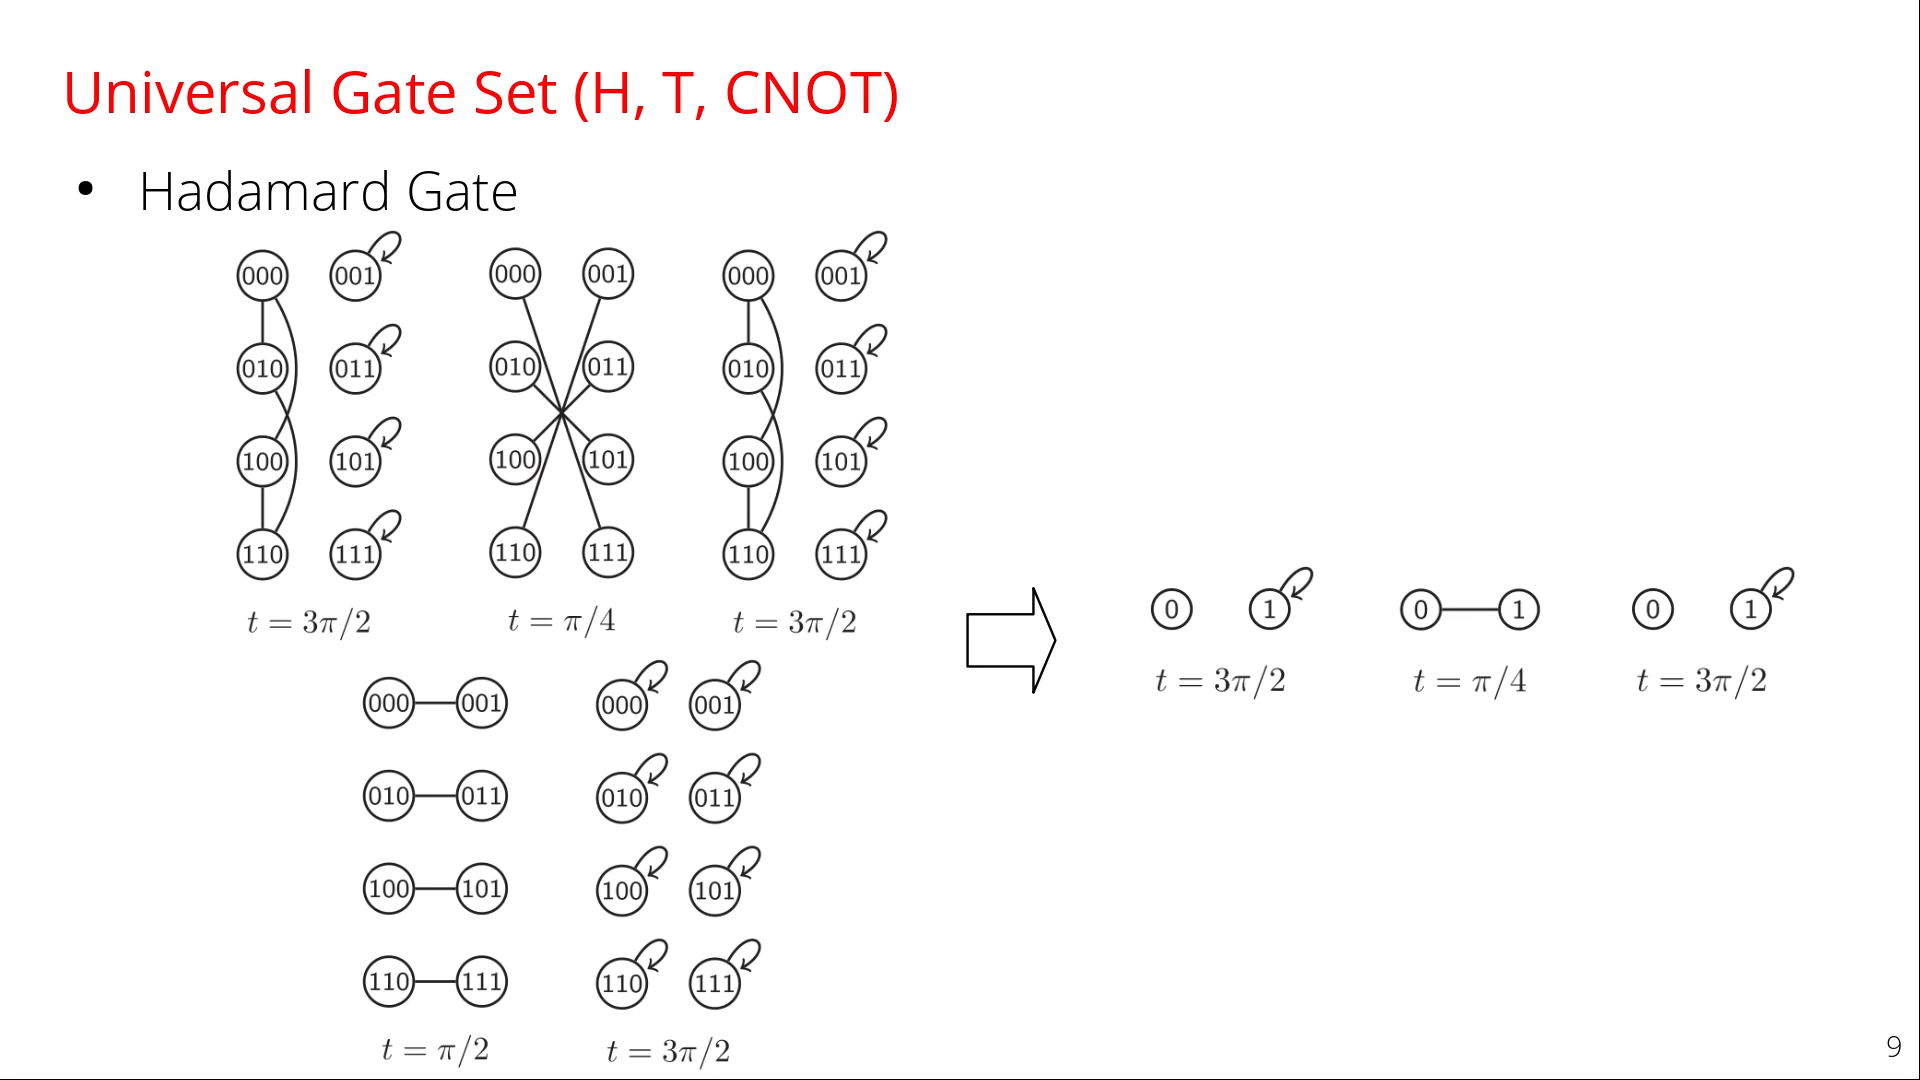 Universal Gate Set (H, T, CNOT)
• Hadamard Gate
000 001 000 001 000 001
010 011 010 011 010 011
100 101 100 101 100 101
110 111 110 111 110 111
t = 3π/2 t = π/4 t = 3π/2
0 1 0 1 0 1
t = 3π/2 t = π/4 t = 3π/2
000 001 000 001
010 011 010 011
100 101 100 101
110 111 110 111
t = π/2 t = 3π/2
9